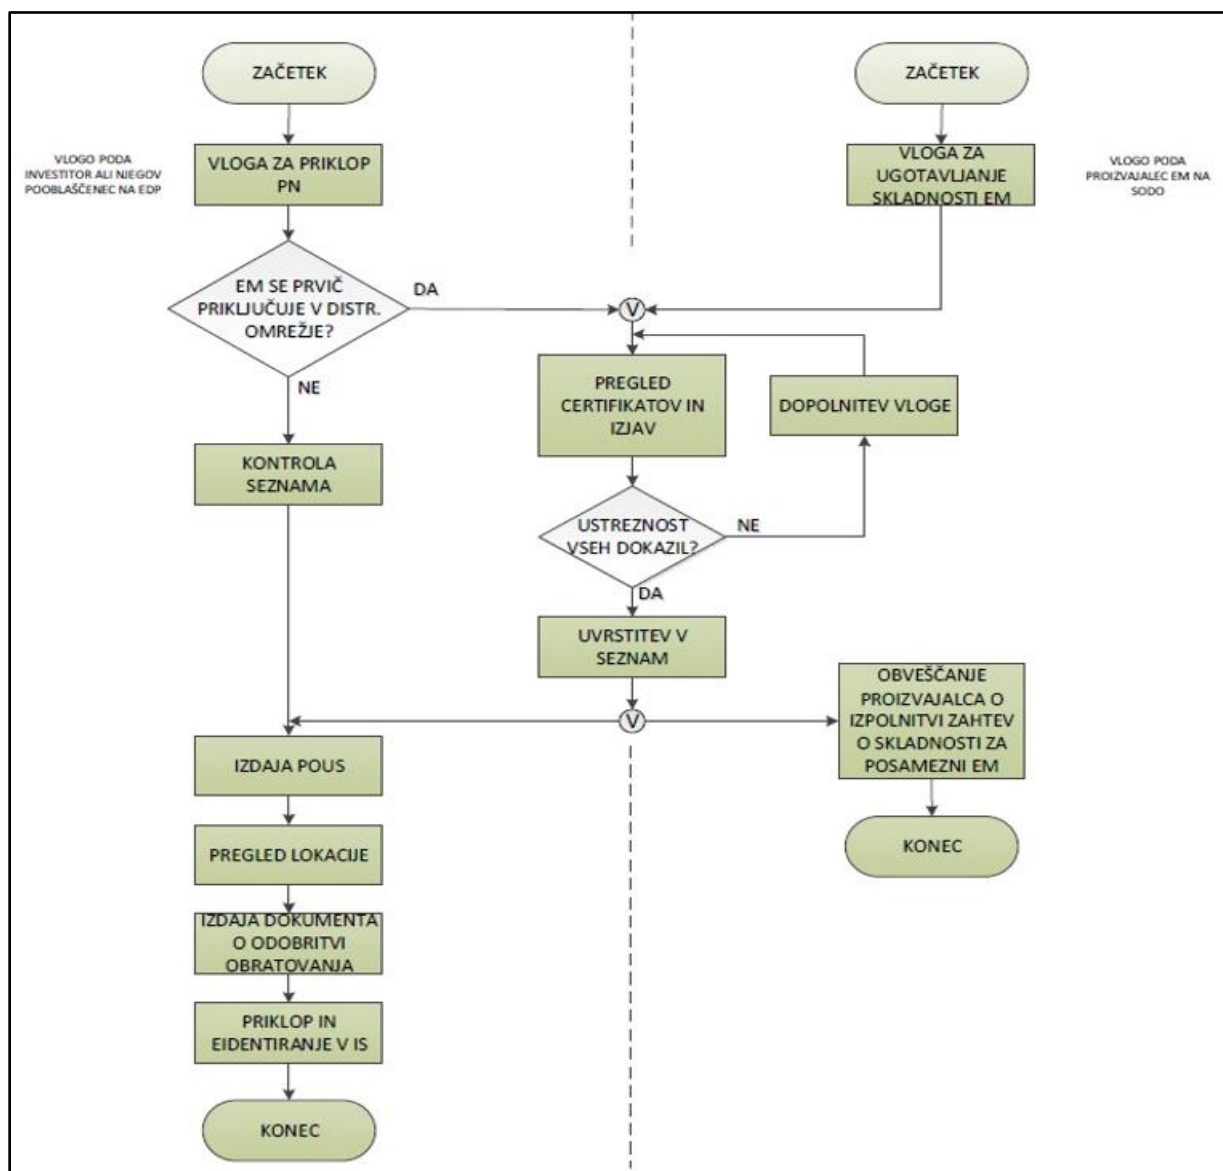 ZAČETEK
VLOGO PODA
INVESTITOR ALI NJEGOV
POOBLAŠČENEC NA EDP
VLOGA ZA PRIKLOP
PN
EM SE PRVIČ
PRIKLJUČUJE V DISTR.
OMREŽJE?
DA
NE
KONTROLA
SEZNAMA
ZAČETEK
VLOGA ZA
UGOTAVLJANJE
SKLADNOSTI EM
VLOGO PODA
PROIZVAJALEC EM NA
SODO
V
PREGLED
CERTIFIKATOV IN
IZJAV
DOPOLNITEV VLOGE
USTREZNOST
VSEH DOKAZIL?
NE
DA
UVRSTITEV V
SEZNAM
V
OBVEŠČANJE
PROIZVAJALCA O
IZPOLNITVI ZAHTEV
O SKLADNOSTI ZA
POSAMEZNI EM
KONEC
IZDAJA POUS
PREGLED LOKACIJE
IZDAJA DOKUMENTA
O ODOBRITVI
OBRATOVANJA
PRIKLOP IN
EIDENTIRANJE V IS
KONEC